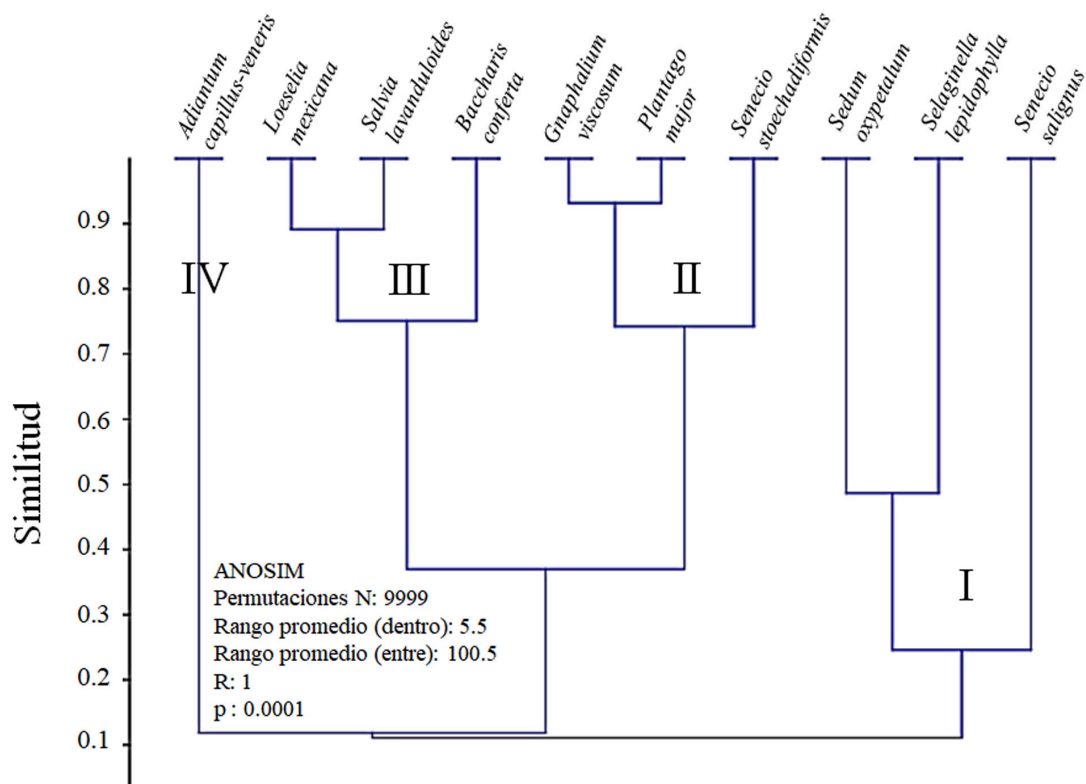 Adiantum
capillus-veneris
Loeselia
mexicana
Salvia
lavanduloides
Baccharis
conferta
Gnaphalium
viscosum
Plantago
major
Senecio
stoechadiformis
Sedum
oxypetalum
Selaginella
lepidophylla
Senecio
salignus
0.9
0.8
0.7
0.6
0.5
0.4
0.3
0.2
0.1
Similitud
IV
III
II
I
ANOSIM
Permutaciones N: 9999
Rango promedio (dentro): 5.5
Rango promedio (entre): 100.5
R: 1
p : 0.0001